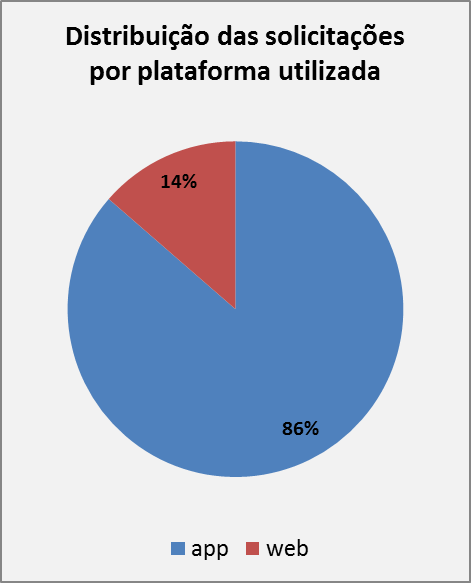 Distribuição das solicitações
por plataforma utilizada
14%
86%
app web